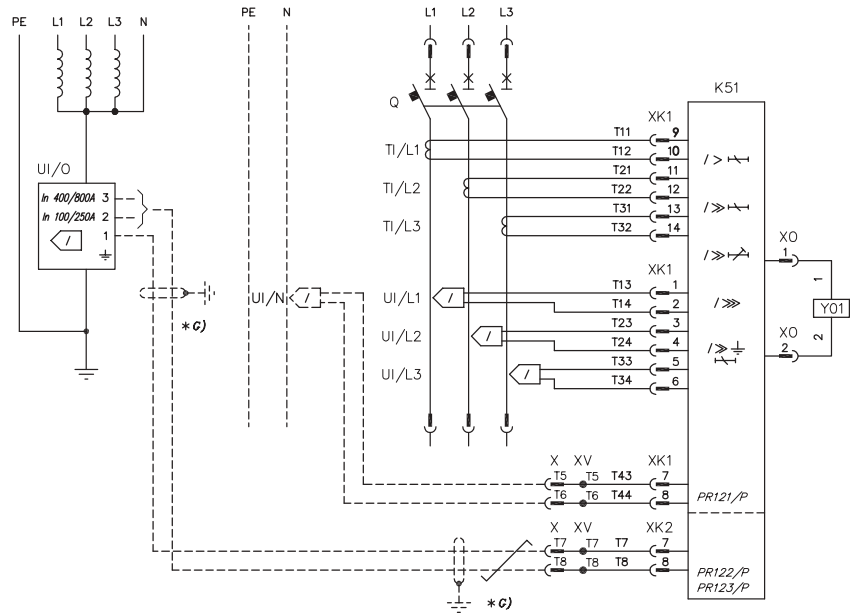 PE L1 L2 L3 N
PE N
L1 L2 L3
Q
K51
XK1
UI/O
In 400/800A 3
In 100/250A 2
1
/
*G)
TI/L1
T11 9
T12 10
TI/L2
T21 11
T22 12
TI/L3
T31 13
T32 14
/>
/≫
/≫
/⋙
/≫
XO
1
1
Y01
2
XO
2
XK1
UI/N /
UI/L1 /
T13 1
T14 2
UI/L2 /
T23 3
T24 4
UI/L3 /
T33 5
T34 6
X XV XK1
T5 T5 T43 7
T6 T6 T44 8
PR121/P
X XV XK2
T7 T7 T7 7
T8 T8 T8 8
PR122/P
PR123/P
*G)